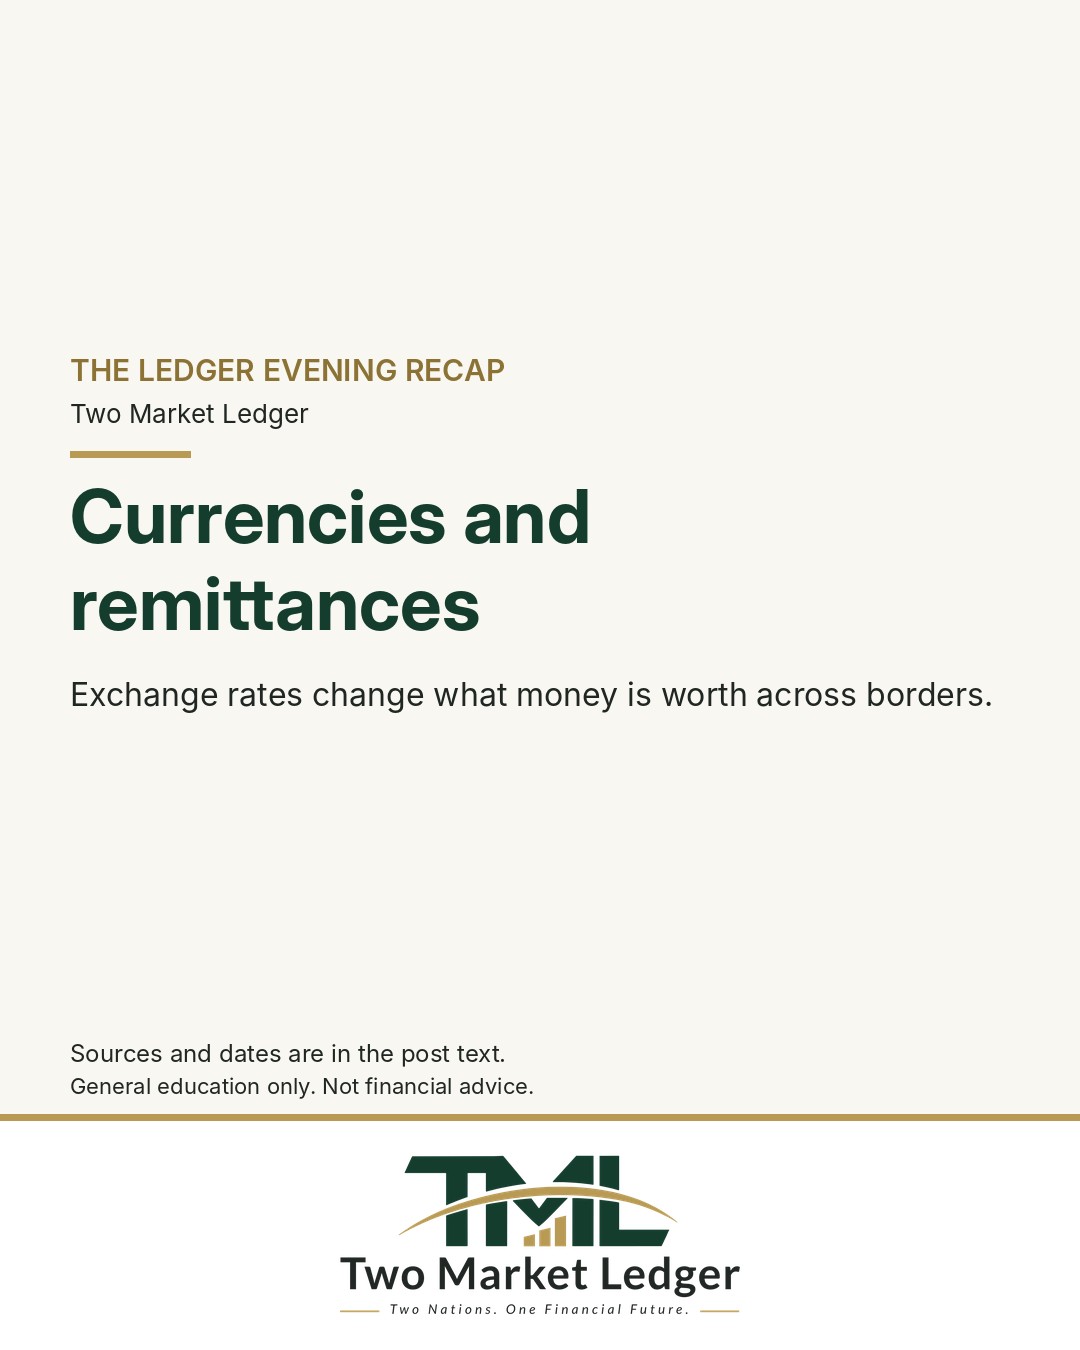 THE LEDGER EVENING RECAP
Two Market Ledger
Currencies and
remittances
Exchange rates change what money is worth across borders.
Sources and dates are in the post text.
General education only. Not financial advice.
TML
Two Market Ledger
Two Nations. One Financial Future.